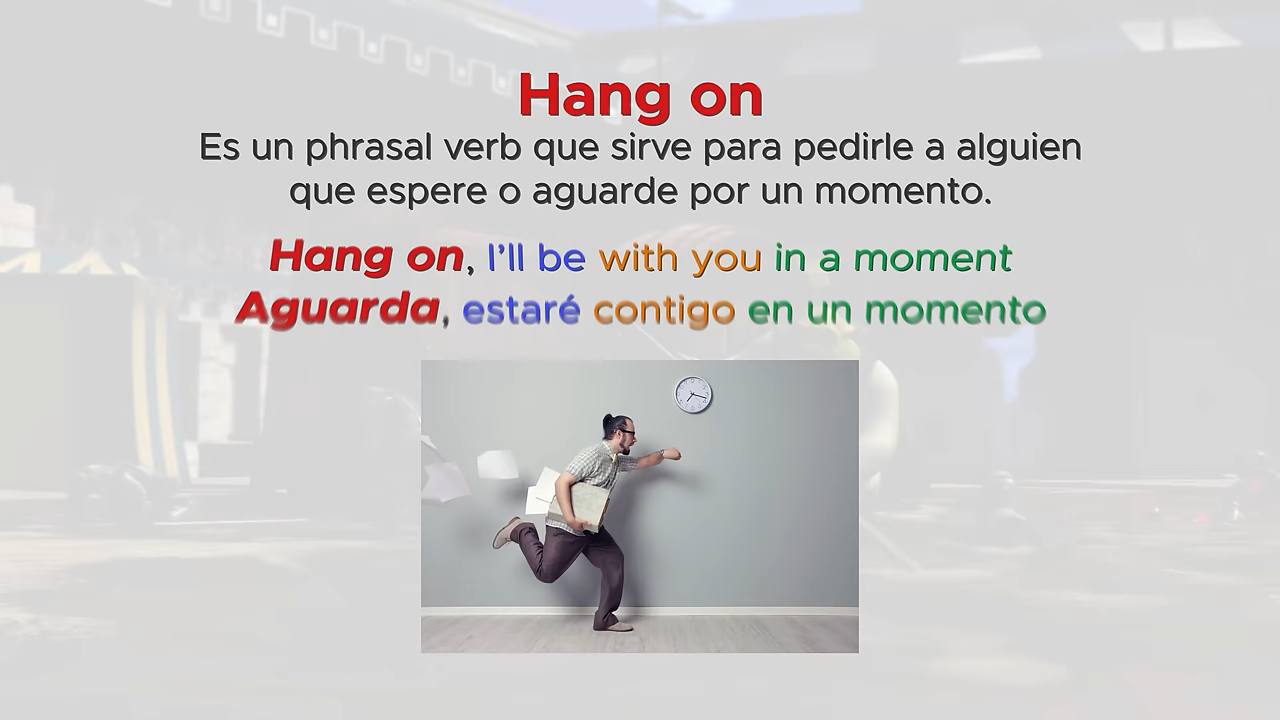 Hang on
Es un phrasal verb que sirve para pedirle a alguien
que espere o aguarde por un momento.
Hang on, I'll be with you in a moment
Aguarda, estaré contigo en un momento